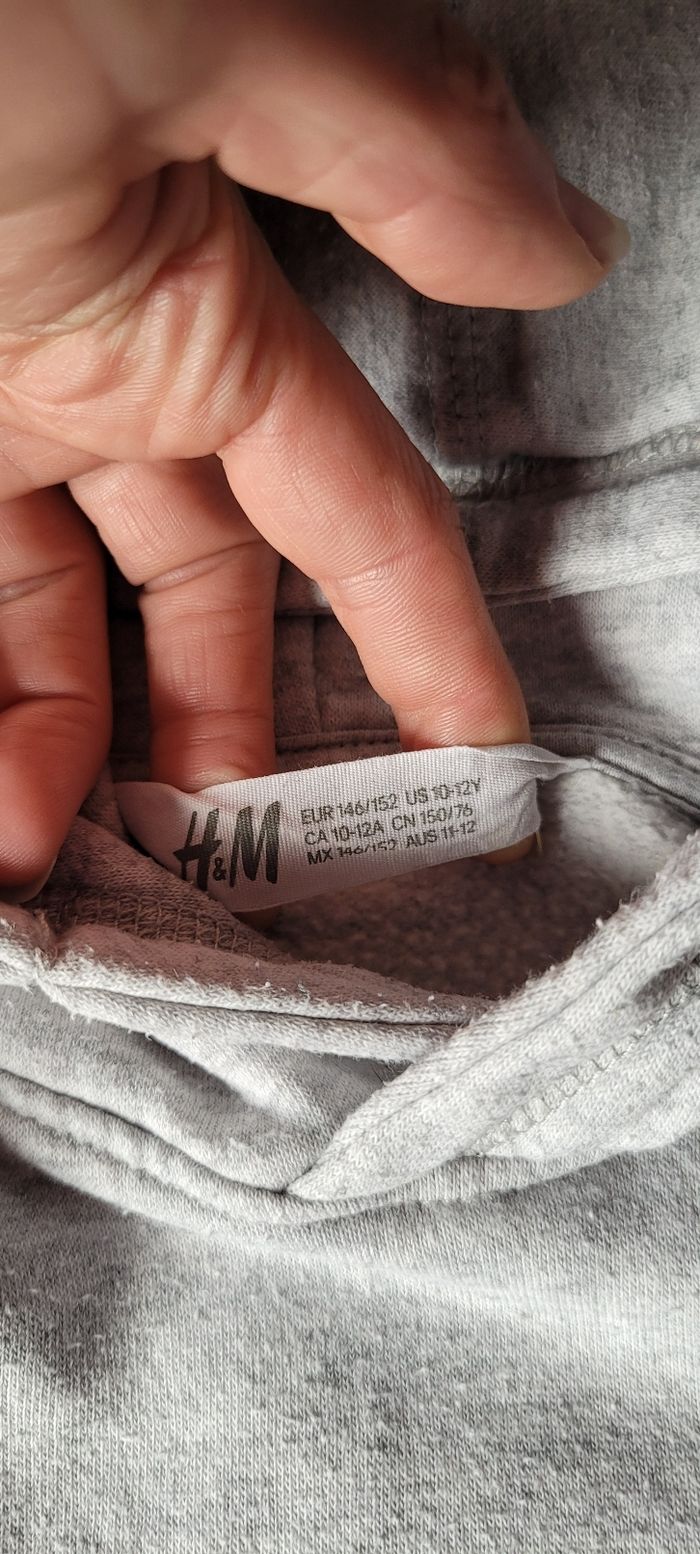 H&M
EUR 146/152 US 10-12Y
CA 10-12A CN 150/76
MX 146/152 AUS 11-12